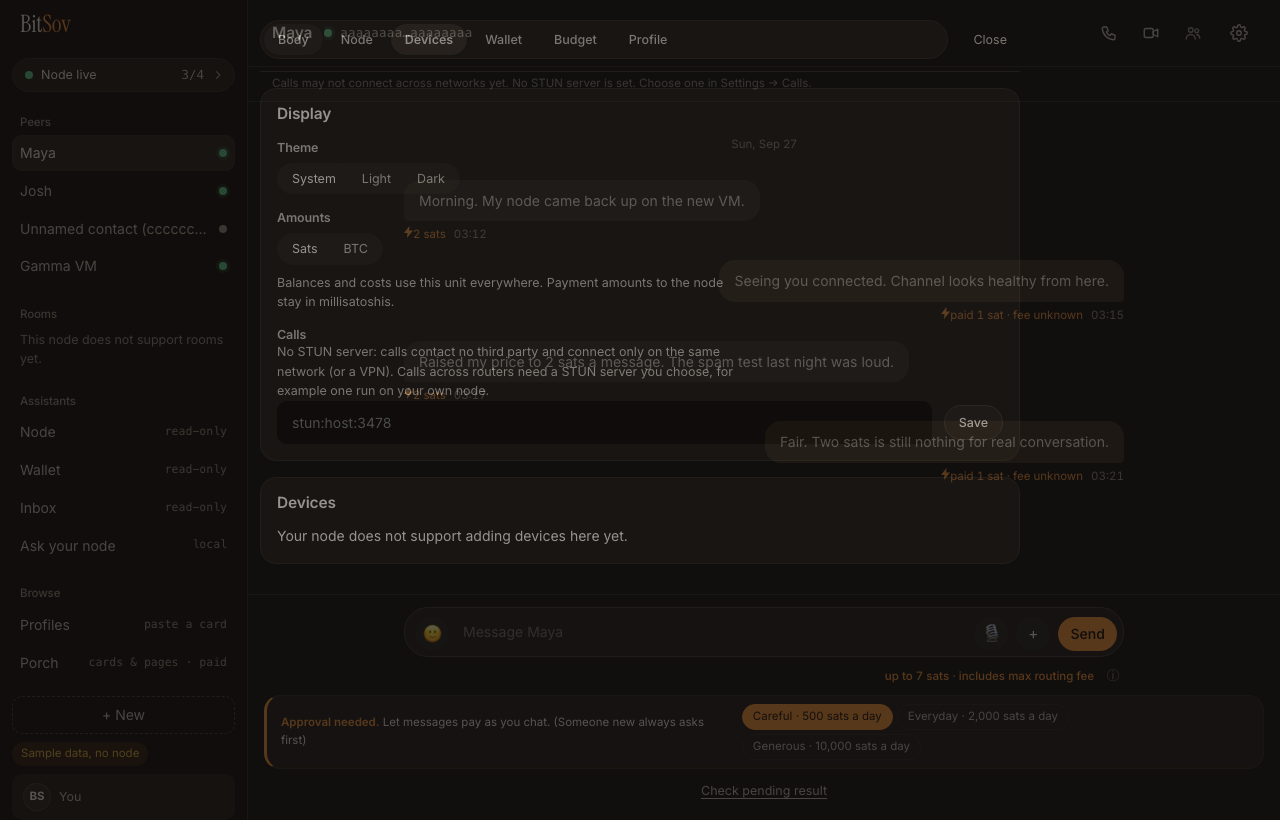 BitSov
Node live 3/4
Peers
Maya
Josh
Unnamed contact (cccccc...
Gamma VM
Rooms
This node does not support rooms
yet.
Assistants
Node read-only
Wallet read-only
Inbox read-only
Ask your node local
Browse
Profiles paste a card
Porch cards & pages · paid
+ New
Sample data, no node
BS You
Maya aaaaaaaa…aaaaaaaa
Body Node Devices Wallet Budget Profile Close
Calls may not connect across networks yet. No STUN server is set. Choose one in Settings → Calls.
Display
Theme
System Light Dark
Amounts
Sats BTC
Balances and costs use this unit everywhere. Payment amounts to the node
stay in millisatoshis.
Calls
No STUN server: calls contact no third party and connect only on the same
network (or a VPN). Calls across routers need a STUN server you choose, for
example one run on your own node.
stun:host:3478 Save
Devices
Your node does not support adding devices here yet.
Sun, Sep 27
Morning. My node came back up on the new VM.
2 sats 03:12
Seeing you connected. Channel looks healthy from here.
paid 1 sat · fee unknown 03:15
Raised my price to 2 sats a message. The spam test last night was loud.
2 sats 03:17
Fair. Two sats is still nothing for real conversation.
paid 1 sat · fee unknown 03:21
Message Maya + Send
up to 7 sats · includes max routing fee ⓘ
Approval needed. Let messages pay as you chat. (Someone new always asks
first)
Careful · 500 sats a day Everyday · 2,000 sats a day
Generous · 10,000 sats a day
Check pending result